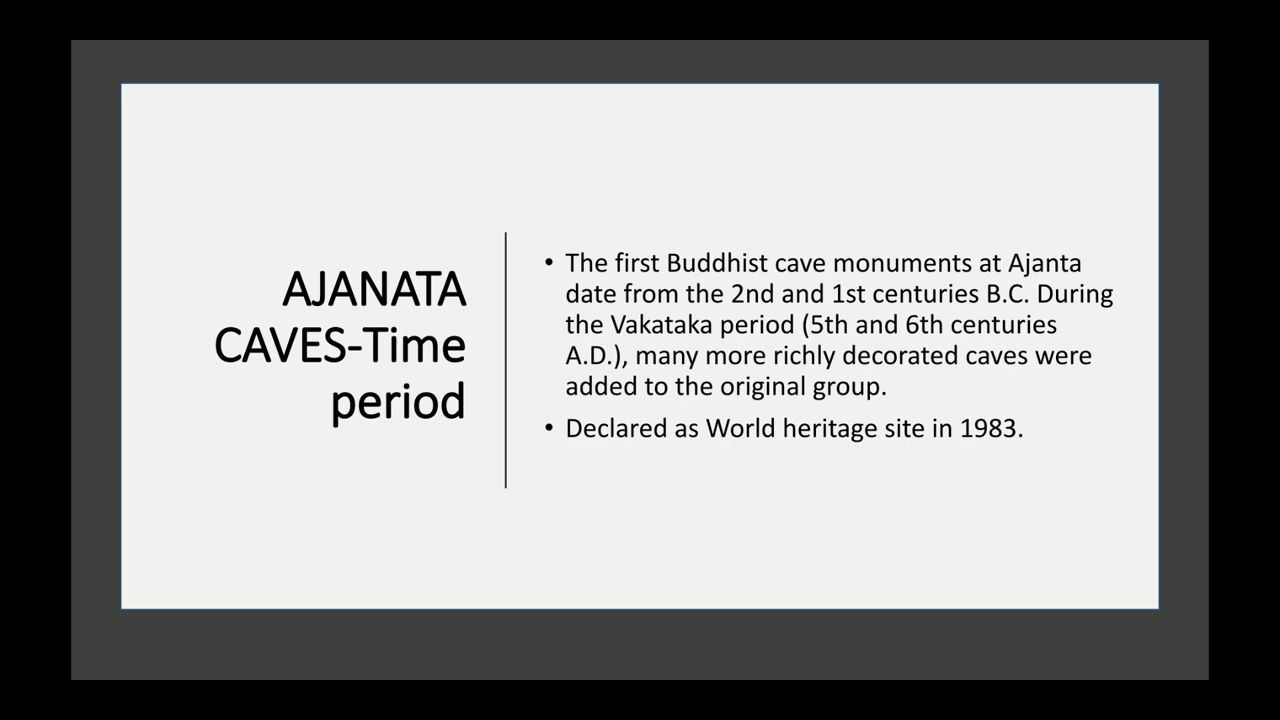 AJANATA
CAVES-Time
period
• The first Buddhist cave monuments at Ajanta
date from the 2nd and 1st centuries B.C. During
the Vakataka period (5th and 6th centuries
A.D.), many more richly decorated caves were
added to the original group.
• Declared as World heritage site in 1983.